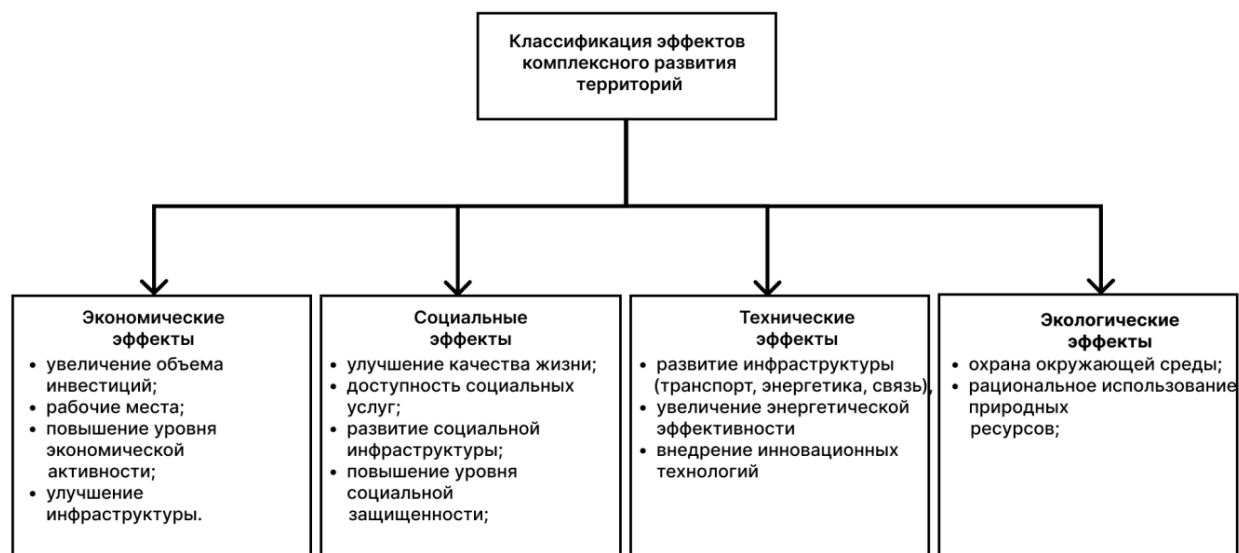 Классификация эффектов
комплексного развития
территорий
Экономические
эффекты
• увеличение объема
инвестиций;
• рабочие места;
• повышение уровня
экономической
активности;
• улучшение
инфраструктуры.
Социальные
эффекты
• улучшение качества жизни;
• доступность социальных
услуг;
• развитие социальной
инфраструктуры;
• повышение уровня
социальной
защищенности;
Технические
эффекты
• развитие инфраструктуры
(транспорт, энергетика, связь),
• увеличение энергетической
эффективности
• внедрение инновационных
технологий
Экологические
эффекты
• охрана окружающей среды;
• рациональное использование
природных
ресурсов;